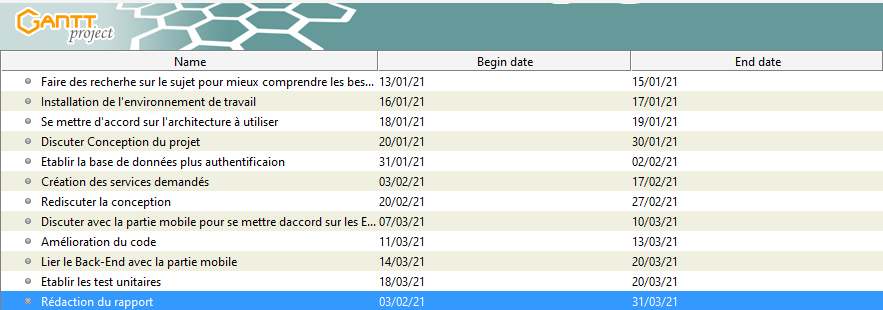 GANTT
project
Name Begin date End date
Faire des recherhe sur le sujet pour mieux comprendre les bes... 13/01/21 15/01/21
Installation de l'environnement de travail 16/01/21 17/01/21
Se mettre d'accord sur l'architecture à utiliser 18/01/21 19/01/21
Discuter Conception du projet 20/01/21 30/01/21
Etablir la base de données plus authentificaion 31/01/21 02/02/21
Création des services demandés 03/02/21 17/02/21
Rediscuter la conception 20/02/21 27/02/21
Discuter avec la partie mobile pour se mettre daccord sur les E... 07/03/21 10/03/21
Amélioration du code 11/03/21 13/03/21
Lier le Back-End avec la partie mobile 14/03/21 20/03/21
Etablir les test unitaires 18/03/21 20/03/21
Rédaction du rapport 03/02/21 31/03/21